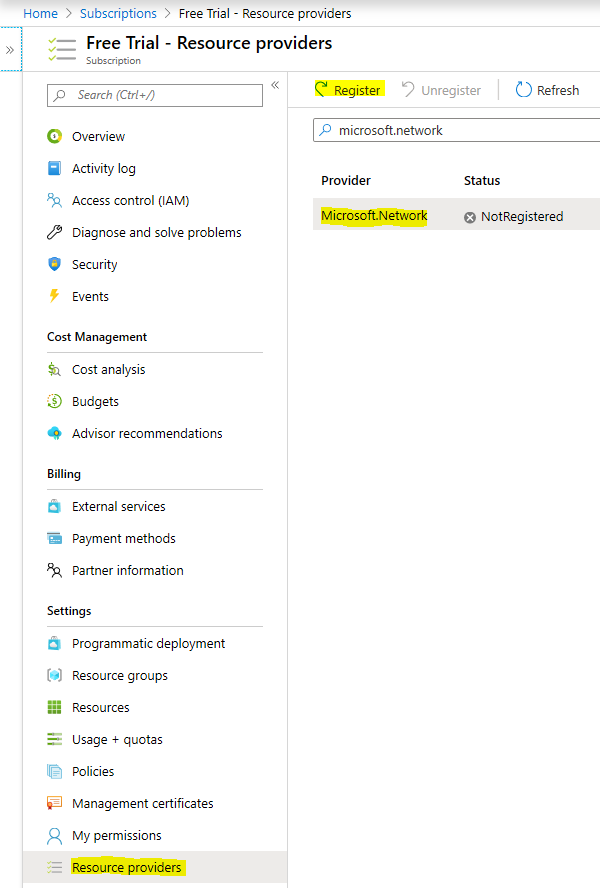 Home > Subscriptions > Free Trial - Resource providers
»
Free Trial - Resource providers
Subscription
«
Search (Ctrl+/)
Overview
Activity log
Access control (IAM)
Diagnose and solve problems
Security
Events
Cost Management
Cost analysis
Budgets
Advisor recommendations
Billing
External services
Payment methods
Partner information
Settings
Programmatic deployment
Resource groups
Resources
Usage + quotas
Policies
Management certificates
My permissions
Resource providers
Register Unregister Refresh
microsoft.network
Provider Status
Microsoft.Network NotRegistered